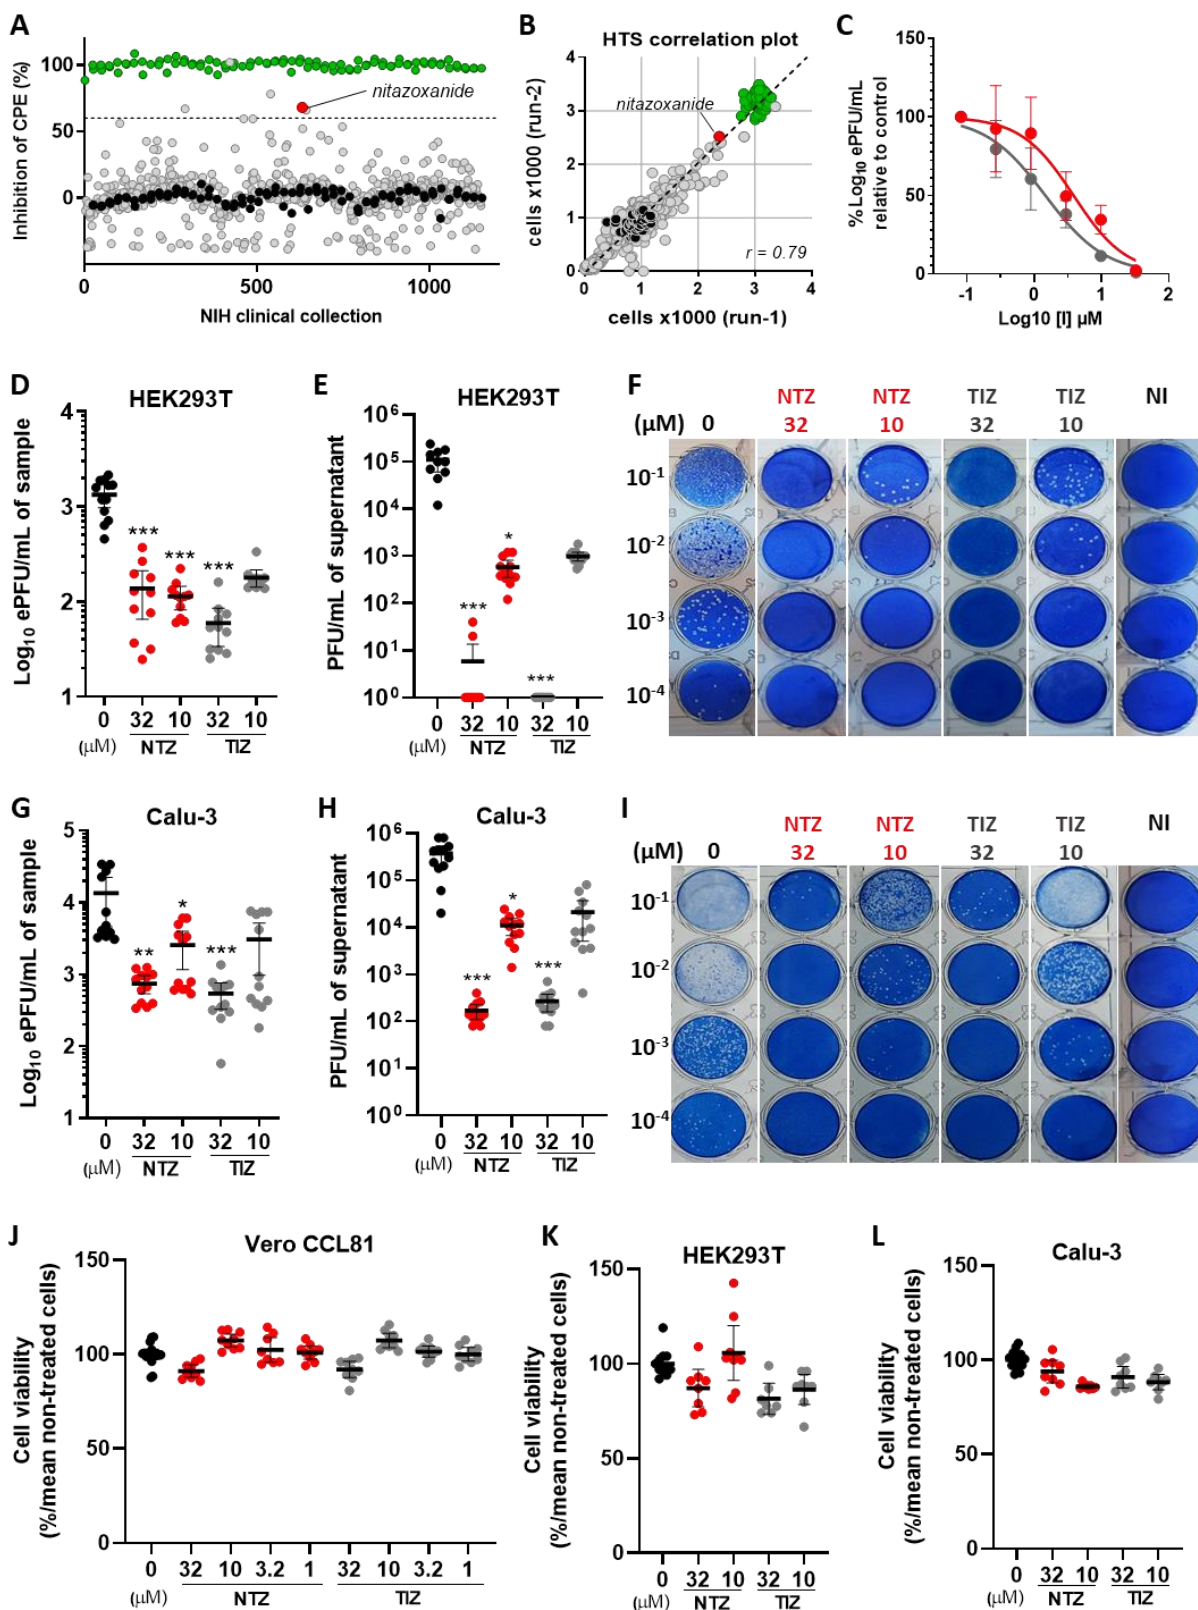 A
Inhibition of CPE (%)
100
50
0
nitazoxanide
0
500
1000
NIH clinical collection
B
HTS correlation plot
cells x1000 (run-2)
4
3
2
1
0
nitazoxanide
r = 0.79
0 1 2 3 4
cells x1000 (run-1)
C
%Log10 ePFU/mL
relative to control
150
100
50
0
-1 0 1 2
Log10 [I] µM
D
HEK293T
Log10 ePFU/mL of sample
4
3
2
1
*** *** ***
0 32 10 32 10
(µM) NTZ TIZ
E
HEK293T
PFU/mL of supernatant
10^6
10^5
10^4
10^3
10^2
10^1
10^0
*** * ***
0 32 10 32 10
(µM) NTZ TIZ
F
NTZ NTZ TIZ TIZ NI
(µM) 0 32 10 32 10
10^-1
10^-2
10^-3
10^-4
G
Calu-3
Log10 ePFU/mL of sample
5
4
3
2
1
** * ***
0 32 10 32 10
(µM) NTZ TIZ
H
Calu-3
PFU/mL of supernatant
10^6
10^5
10^4
10^3
10^2
10^1
10^0
*** * ***
0 32 10 32 10
(µM) NTZ TIZ
I
NTZ NTZ TIZ TIZ NI
(µM) 0 32 10 32 10
10^-1
10^-2
10^-3
10^-4
J
Vero CCL81
Cell viability
(%/mean non-treated cells)
150
100
50
0
0 32 10 3.2 1 32 10 3.2 1
(µM) NTZ TIZ
K
HEK293T
Cell viability
(%/mean non-treated cells)
150
100
50
0
0 32 10 32 10
(µM) NTZ TIZ
L
Calu-3
Cell viability
(%/mean non-treated cells)
150
100
50
0
0 32 10 32 10
(µM) NTZ TIZ